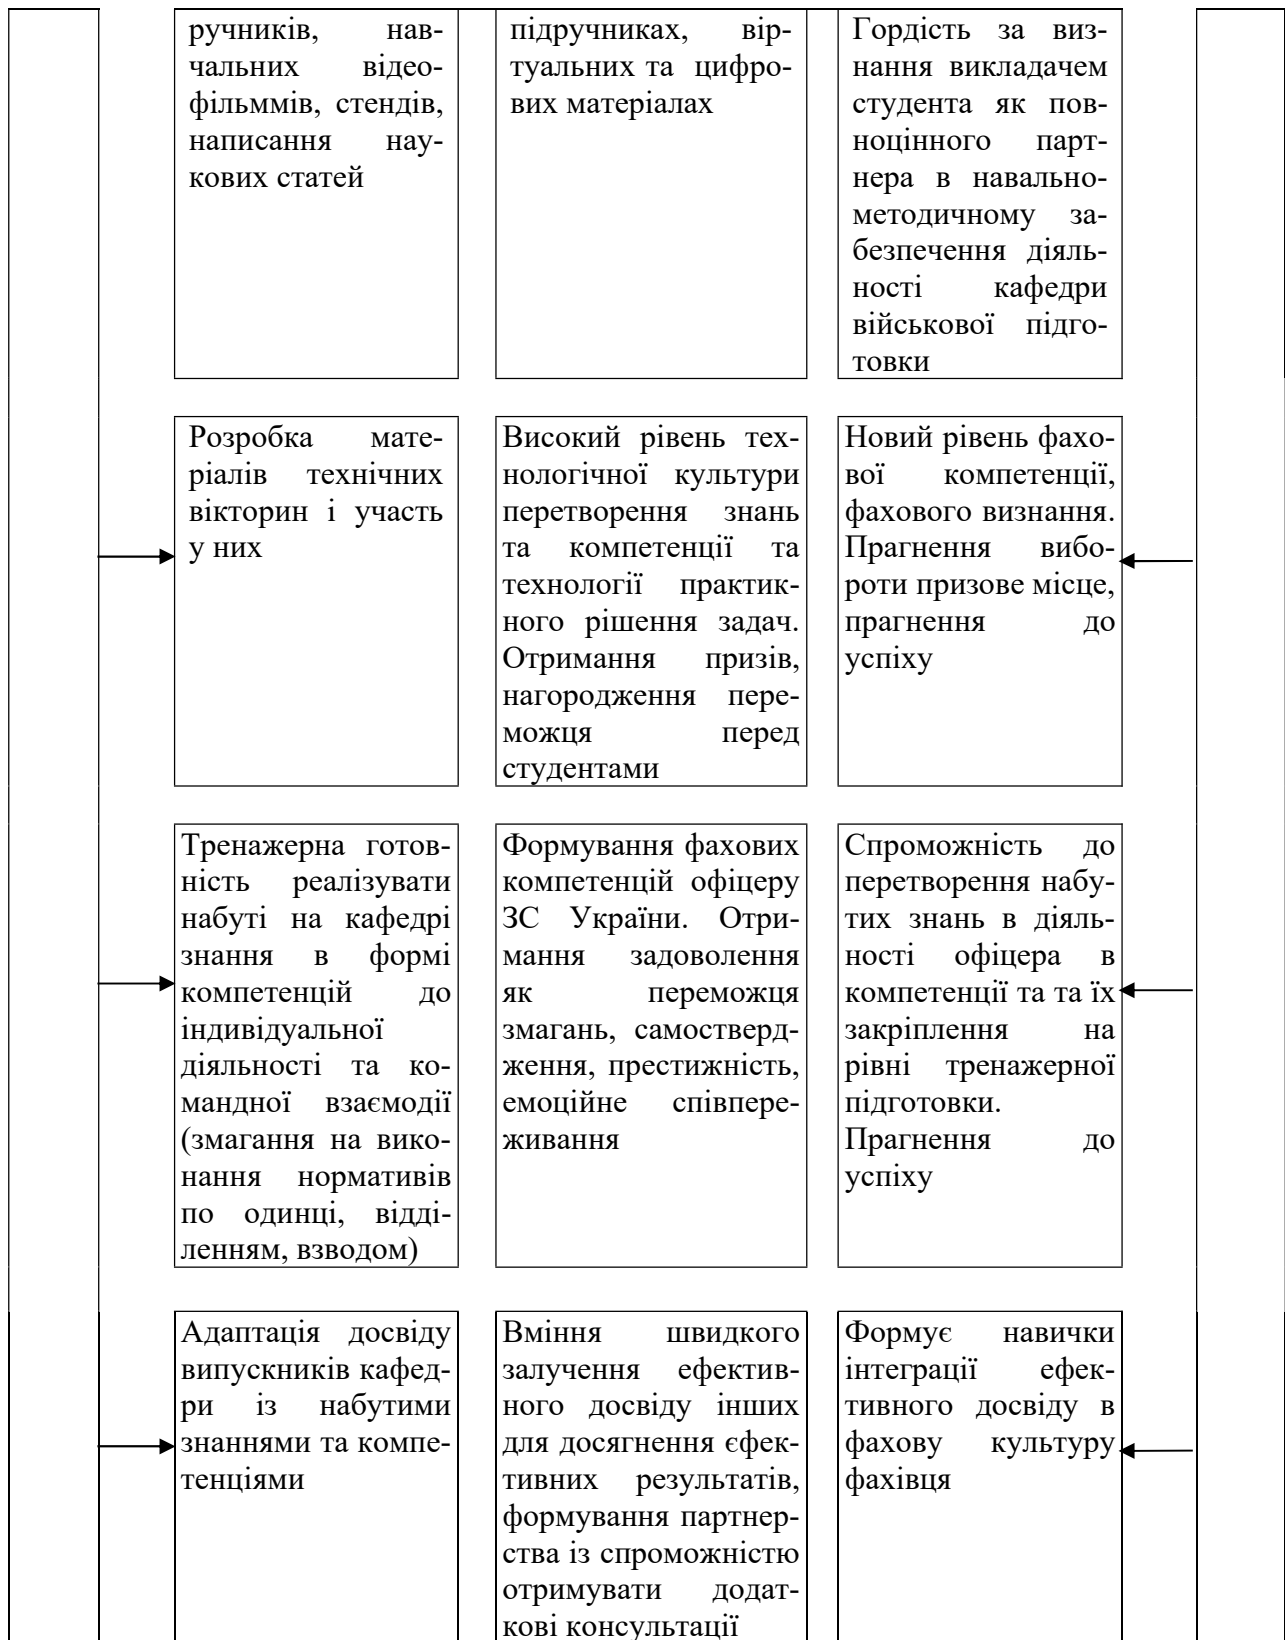 ручників, нав-
чальних відео-
фільммів, стендів,
написання нау-
кових статей
підручниках, вір-
туальних та цифро-
вих матеріалах
Гордість за виз-
нання викладачем
студента як пов-
ноцінного парт-
нера в навально-
методичному за-
безпечення діяль-
ності кафедри
військової підго-
товки
Розробка мате-
ріалів технічних
вікторин і участь
у них
Високий рівень тех-
нологічної культури
перетворення знань
та компетенції та
технології практик-
ного рішення задач.
Отримання призів,
нагородження пере-
можця перед
студентами
Новий рівень фахо-
вої компетенції,
фахового визнання.
Прагнення вибо-
роти призове місце,
прагнення до
успіху
Тренажерна готов-
ність реалізувати
набуті на кафедрі
знання в формі
компетенцій до
індивідуальної
діяльності та ко-
мандної взаємодії
(змагання на вико-
нання нормативів
по одинці, відді-
ленням, взводом)
Формування фахових
компетенцій офіцеру
ЗС України. Отри-
мання задоволення
як переможця
змагань, самостверд-
ження, престижність,
емоційне співпере-
живання
Спроможність до
перетворення набу-
тих знань в діяль-
ності офіцера в
компетенції та та їх
закріплення на
рівні тренажерної
підготовки.
Прагнення до
успіху
Адаптація досвіду
випускників кафед-
ри із набутими
знаннями та компе-
тенціями
Вміння швидкого
залучення ефектив-
ного досвіду інших
для досягнення єфек-
тивних результатів,
формування партнер-
ства із спроможністю
отримувати додат-
кові консультації
Формує навички
інтеграції ефек-
тивного досвіду в
фахову культуру
фахівця